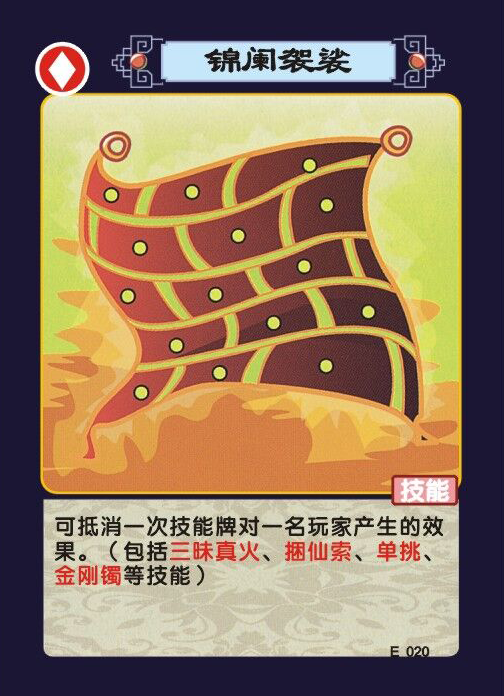 锦阑袈裟
技能
可抵消一次技能牌对一名玩家产生的效
果。（包括三昧真火、捆仙索、单挑、
金刚镯等技能）
E 020